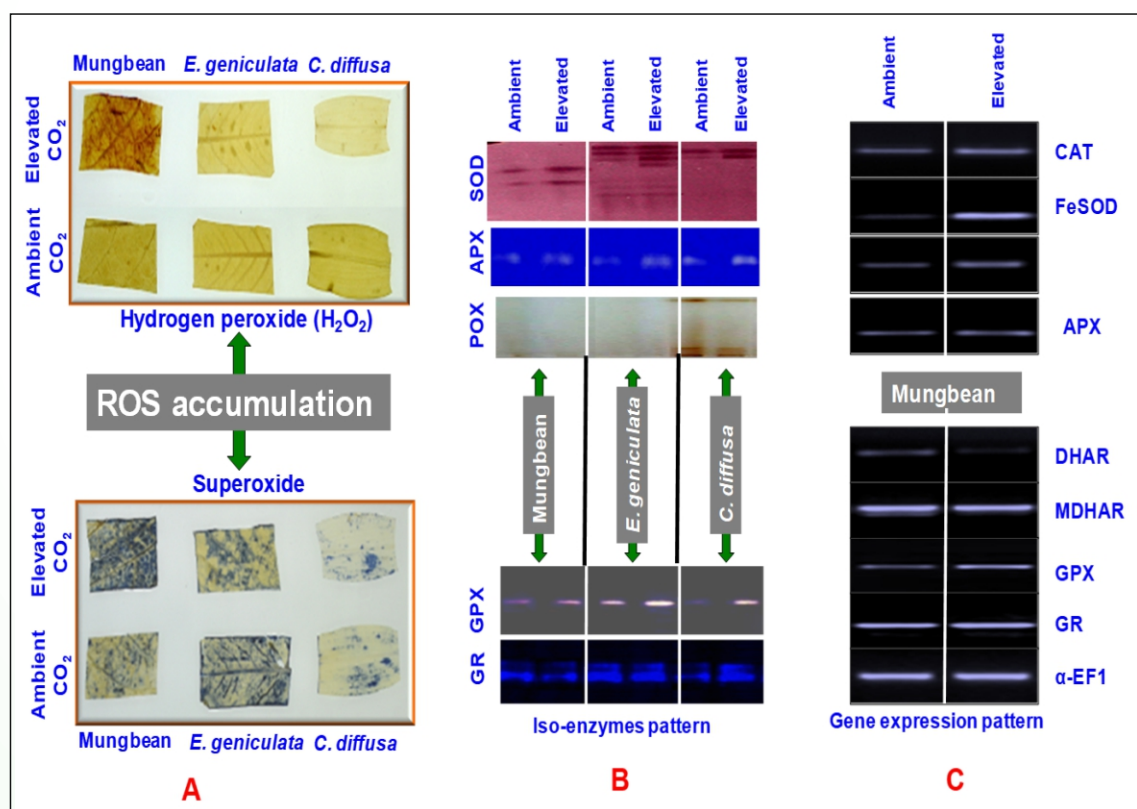 Mungbean E. geniculata C. diffusa
Elevated
CO₂
Ambient
CO₂
Hydrogen peroxide (H₂O₂)
ROS accumulation
Superoxide
Elevated
CO₂
Ambient
CO₂
Mungbean E. geniculata C. diffusa
A
Ambient Elevated Ambient Elevated Ambient Elevated
SOD
APX
POX
Mungbean E. geniculata C. diffusa
GPX
GR
Iso-enzymes pattern
B
Ambient Elevated
CAT
FeSOD
APX
Mungbean
DHAR
MDHAR
GPX
GR
α-EF1
Gene expression pattern
C